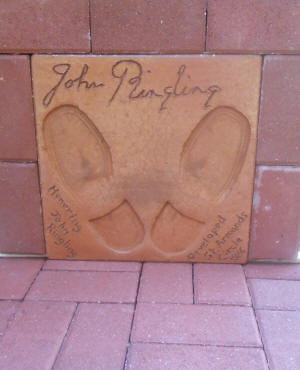 John Ringling
Honoring
John
Ringling
Developed
St. Armands
Circle